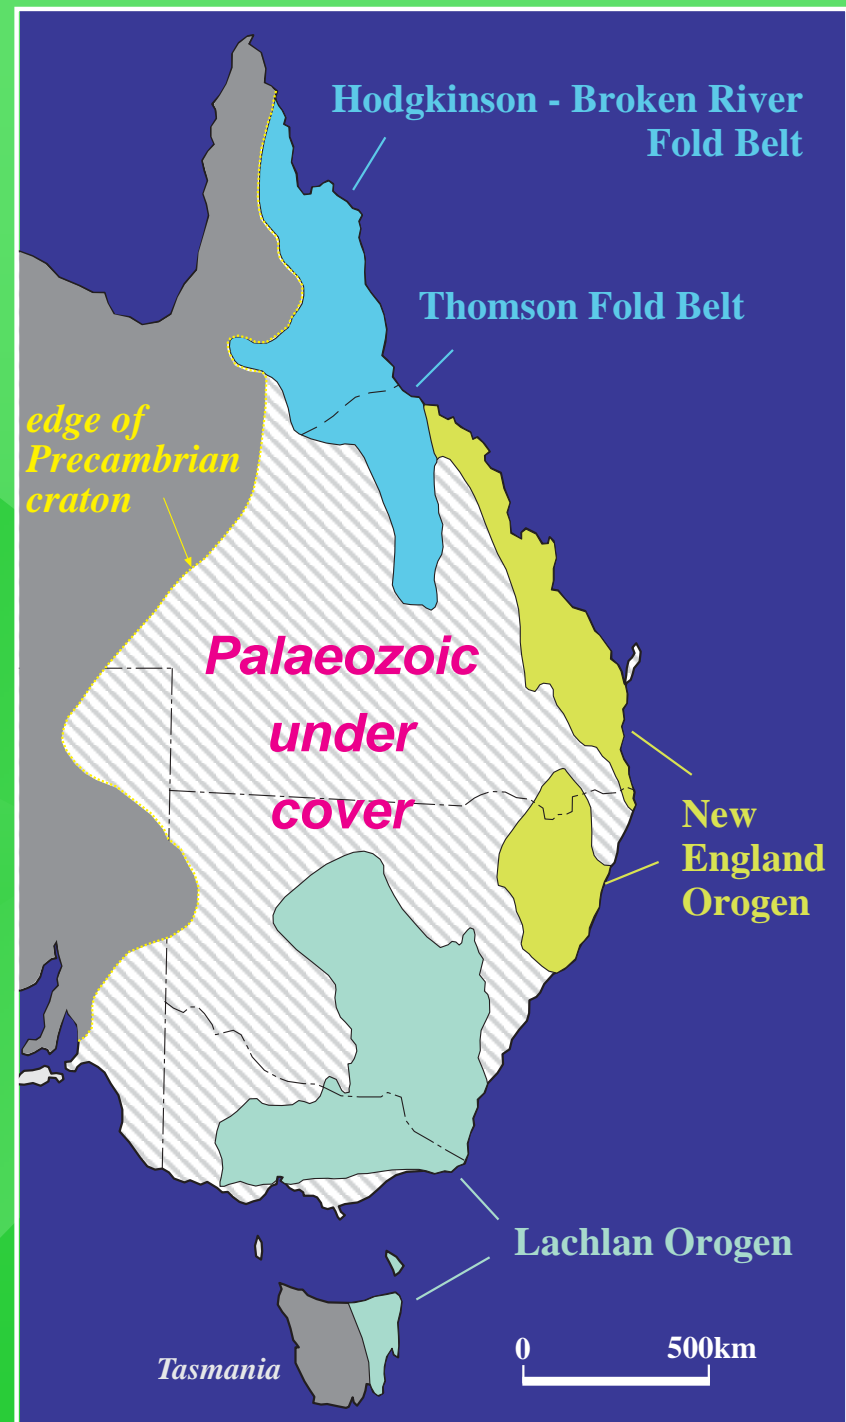 Hodgkinson - Broken River
Fold Belt
Thomson Fold Belt
edge of
Precambrian
craton
Palaeozoic
under
cover
New
England
Orogen
Lachlan Orogen
Tasmania
0 500km